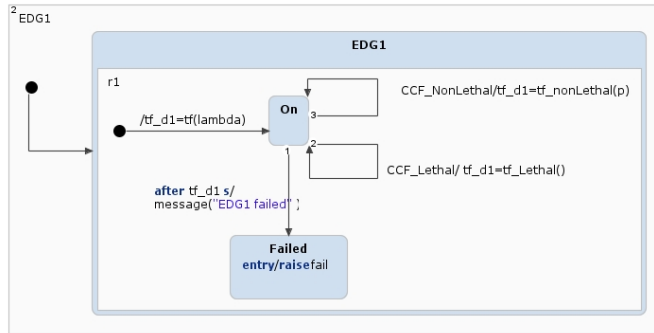 2
EDG1
EDG1
r1
/tf_d1=tf(lambda)
On
3
CCF_NonLethal/tf_d1=tf_nonLethal(p)
1
2
CCF_Lethal/ tf_d1=tf_Lethal()
after tf_d1 s/
message("EDG1 failed" )
Failed
entry/raisefail